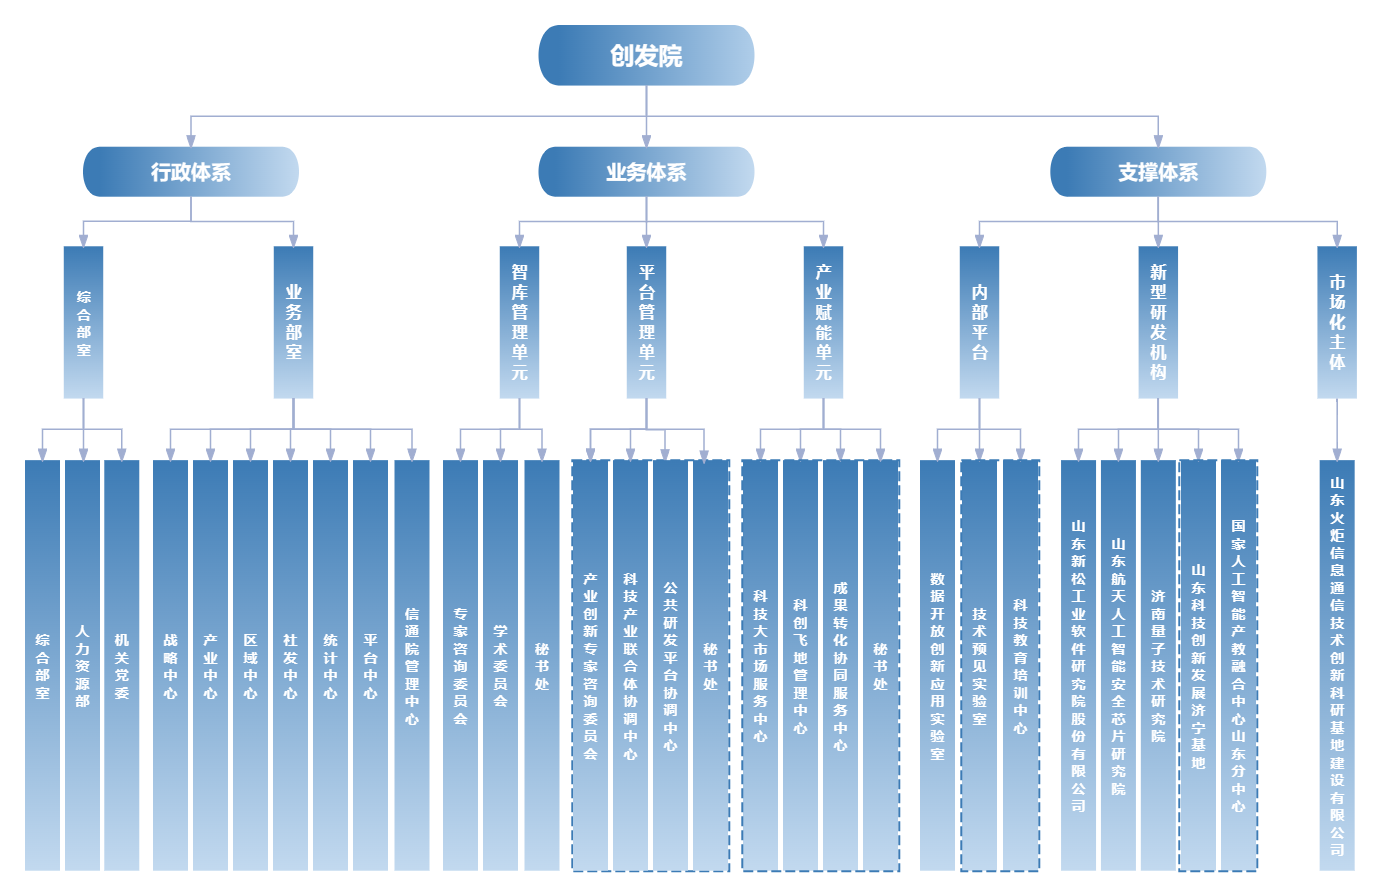 创发院
行政体系
业务体系
支撑体系
综合部室
业务部室
智库管理单元
平台管理单元
产业赋能单元
内部平台
新型研发机构
市场化主体
综合部室
人力资源部
机关党委
战略中心
产业中心
区域中心
社发中心
统计中心
平台中心
信通院管理中心
专家咨询委员会
学术委员会
秘书处
产业创新专家咨询委员会
科技产业联合体协调中心
公共研发平台协调中心
秘书处
科技大市场服务中心
科创飞地管理中心
成果转化协同服务中心
秘书处
数据开放创新应用实验室
技术预见实验室
科技教育培训中心
山东新松工业软件研究院股份有限公司
山东航天人工智能安全芯片研究院
济南量子技术研究院
山东科技创新发展济宁基地
国家人工智能产教融合中心山东分中心
山东火炬信息通信技术创新科研基地建设有限公司